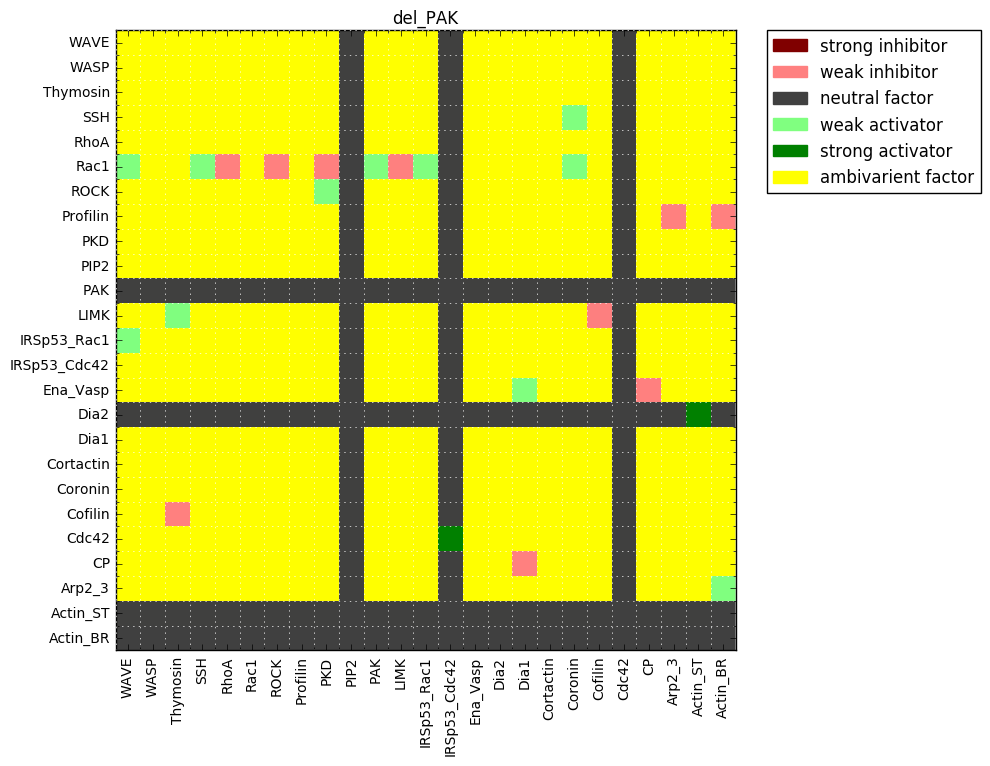 del_PAK
WAVE
WASP
Thymosin
SSH
RhoA
Rac1
ROCK
Profilin
PKD
PIP2
PAK
LIMK
IRSp53_Rac1
IRSp53_Cdc42
Ena_Vasp
Dia2
Dia1
Cortactin
Coronin
Cofilin
Cdc42
CP
Arp2_3
Actin_ST
Actin_BR
WAVE
WASP
Thymosin
SSH
RhoA
Rac1
ROCK
Profilin
PKD
PIP2
PAK
LIMK
IRSp53_Rac1
IRSp53_Cdc42
Ena_Vasp
Dia2
Dia1
Cortactin
Coronin
Cofilin
Cdc42
CP
Arp2_3
Actin_ST
Actin_BR
strong inhibitor
weak inhibitor
neutral factor
weak activator
strong activator
ambivarient factor